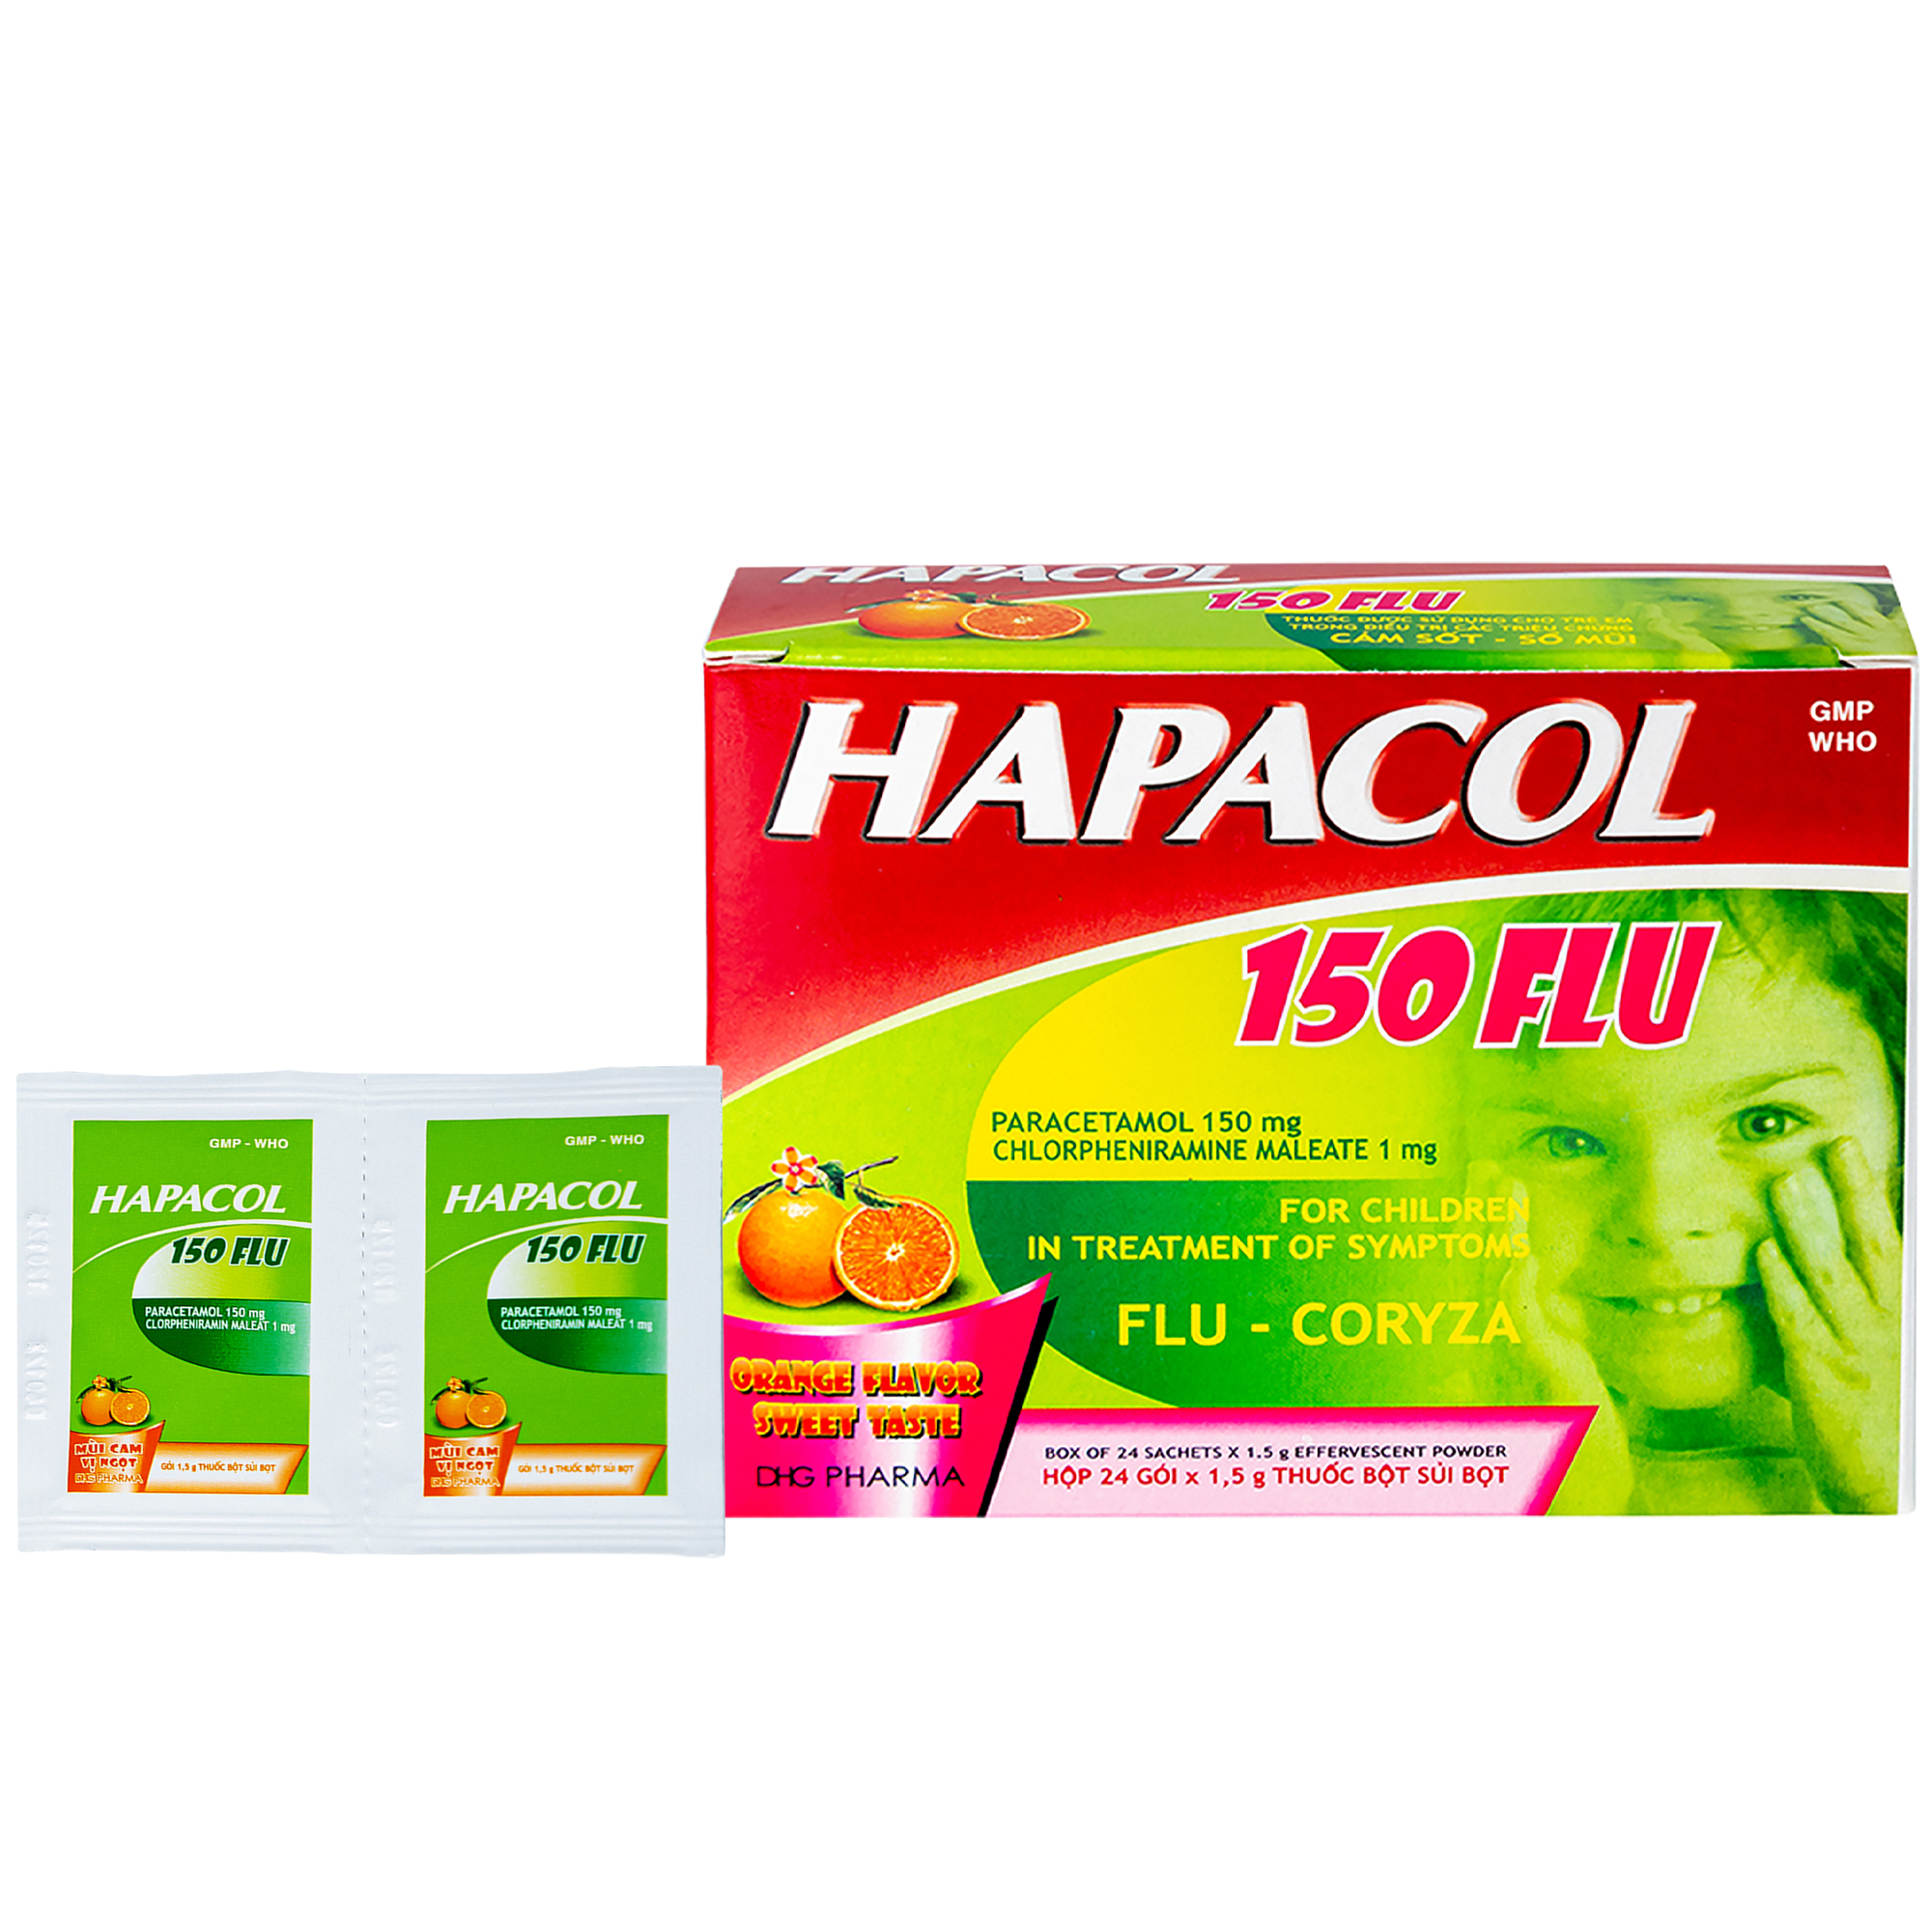 HAPACOL
150 FLU
THUỐC ĐƯỢC SỬ DỤNG CHO TRẺ EM
TRONG ĐIỀU TRỊ CÁC TRIỆU CHỨNG
CẢM SỐT - SỔ MŨI
HAPACOL
GMP
WHO
150 FLU
PARACETAMOL 150 mg
CHLORPHENIRAMINE MALEATE 1 mg
FOR CHILDREN
IN TREATMENT OF SYMPTOMS
FLU - CORYZA
ORANGE FLAVOR
SWEET TASTE
DHG PHARMA
BOX OF 24 SACHETS X 1.5 g EFFERVESCENT POWDER
HỘP 24 GÓI x 1,5 g THUỐC BỘT SỦI BỌT
GMP - WHO
HAPACOL
150 FLU
PARACETAMOL 150 mg
CLORPHENIRAMIN MALEAT 1 mg
MÙI CAM
VỊ NGỌT
DHG PHARMA
GÓI 1,5 g THUỐC BỘT SỦI BỌT
GMP - WHO
HAPACOL
150 FLU
PARACETAMOL 150 mg
CLORPHENIRAMIN MALEAT 1 mg
MÙI CAM
VỊ NGỌT
DHG PHARMA
GÓI 1,5 g THUỐC BỘT SỦI BỌT